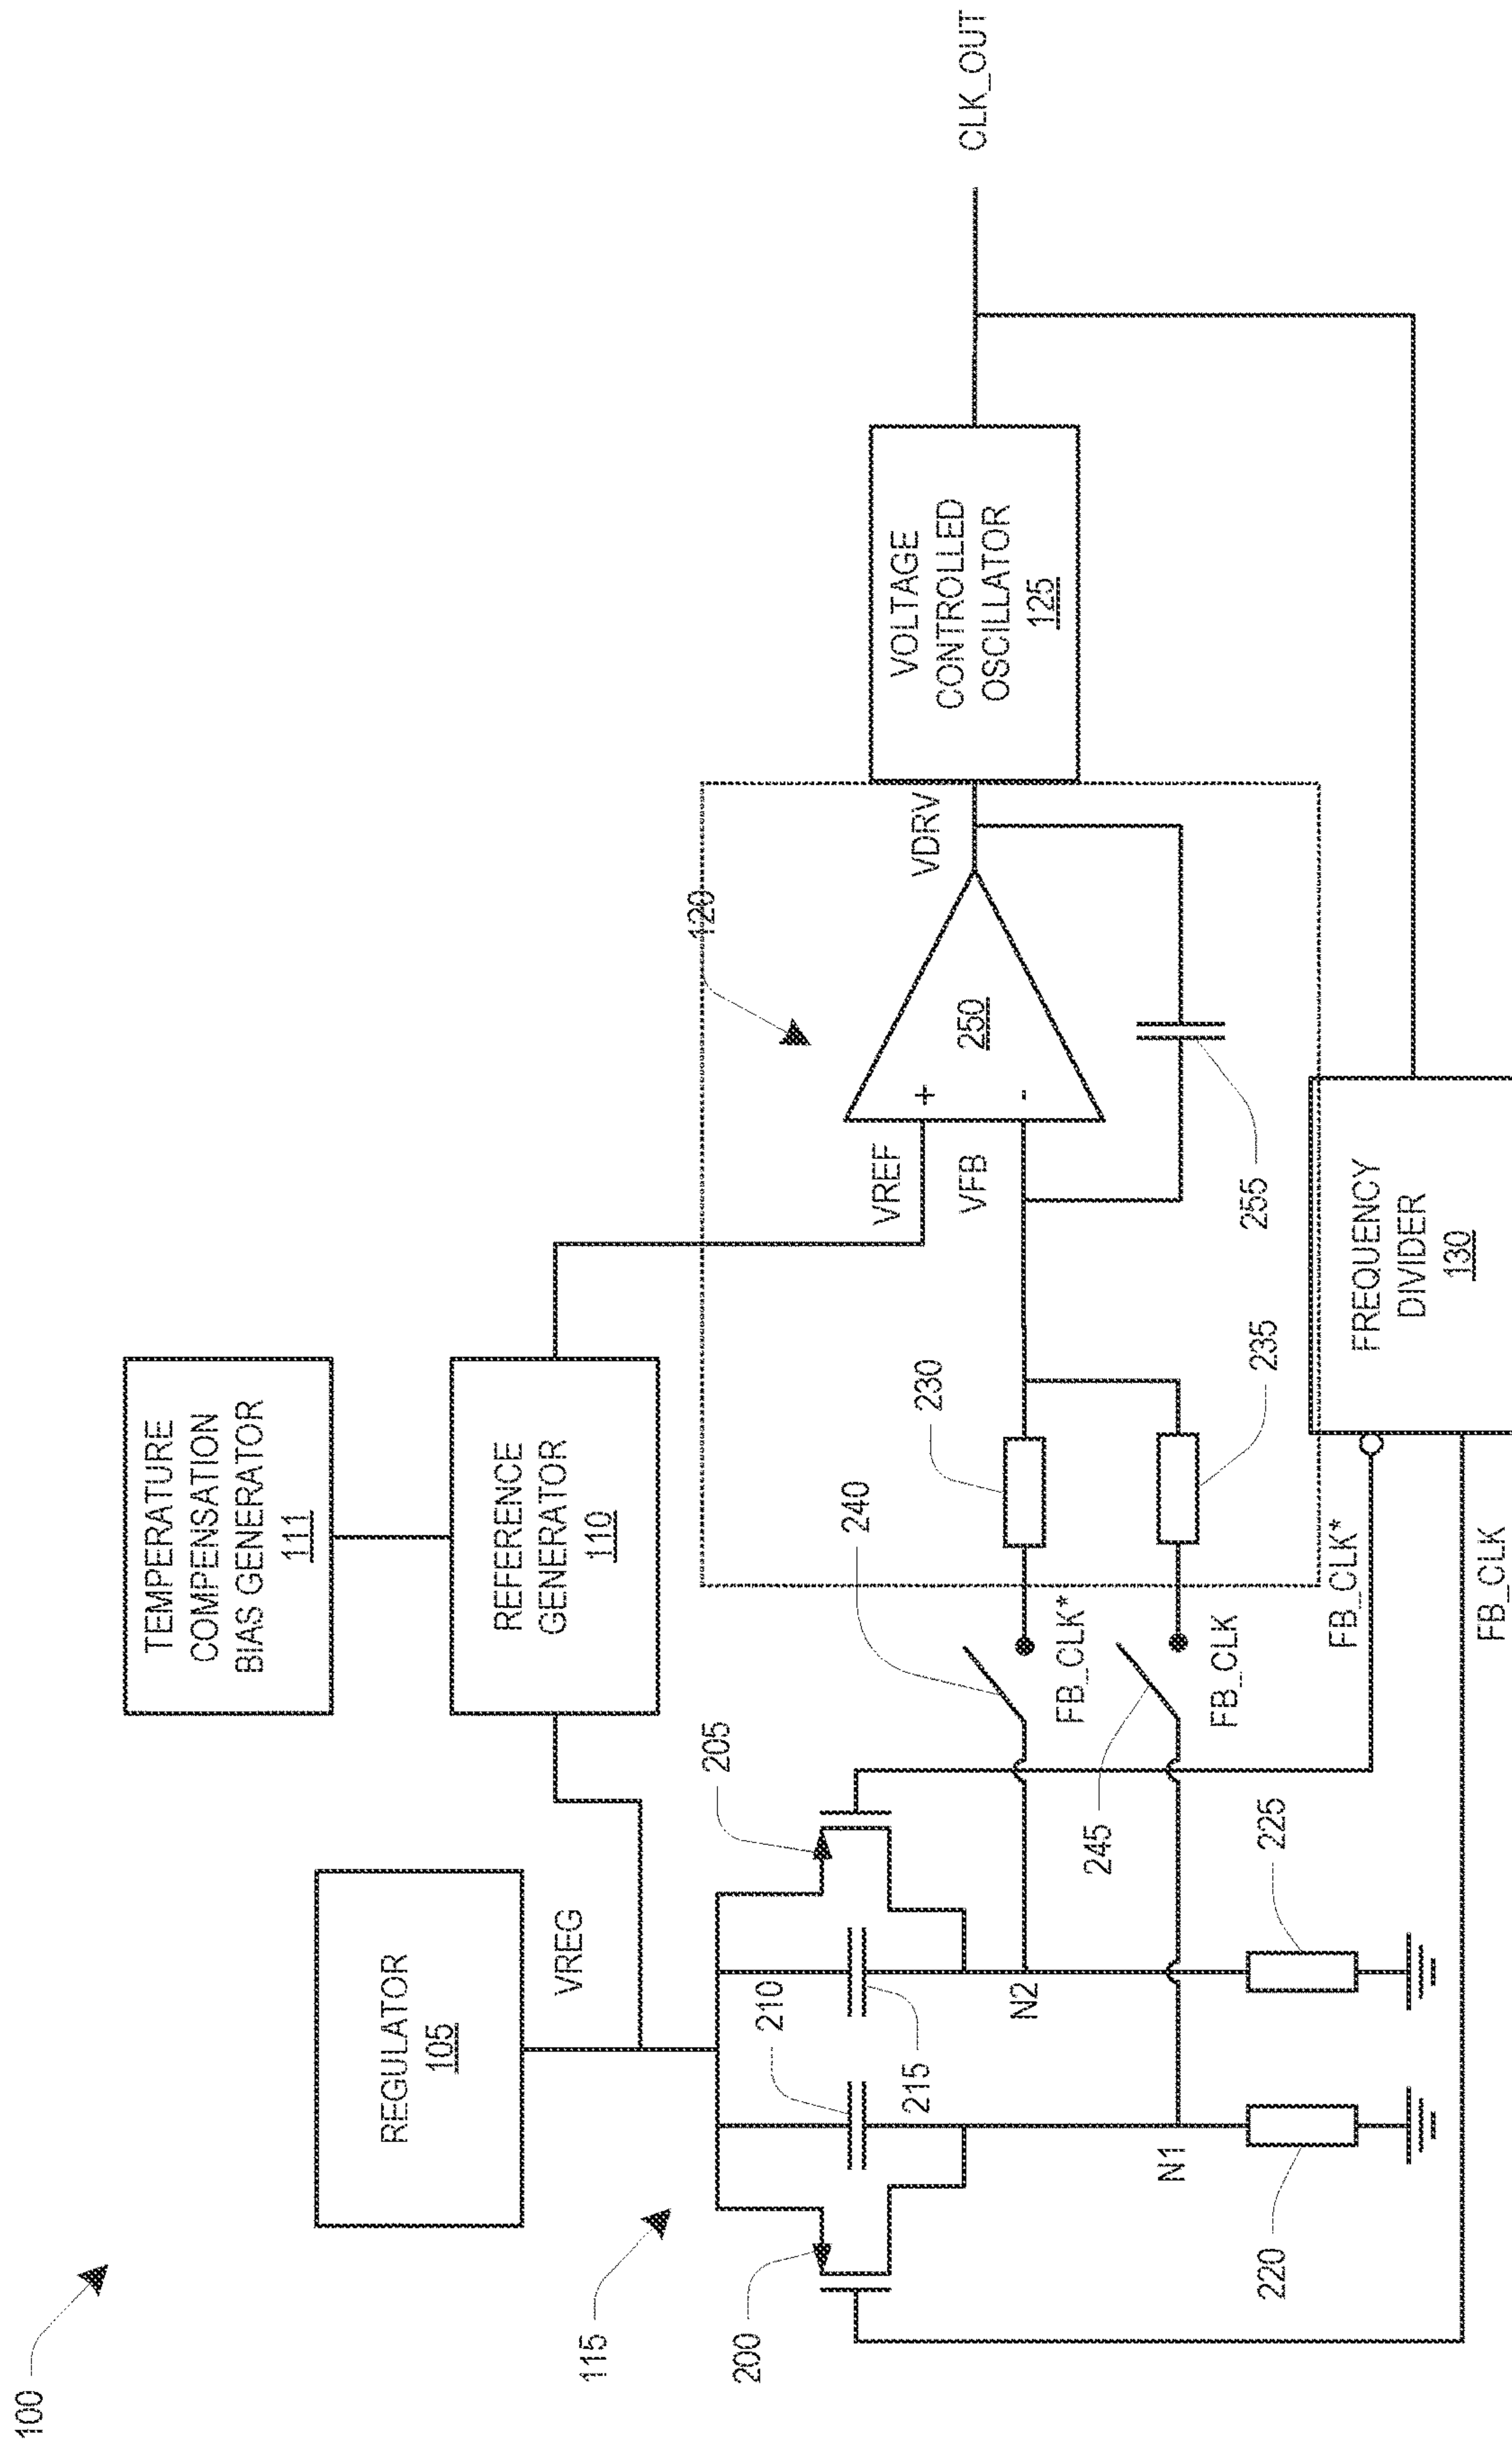 100
TEMPERATURE
COMPENSATION
BIAS GENERATOR
111
REGULATOR
105
REFERENCE
GENERATOR
110
VREG
115
200
210
215
205
N1
N2
220
225
240
245
FB_CLK*
FB_CLK
230
235
120
VREF
VFB
+
-
250
255
VDRV
VOLTAGE
CONTROLLED
OSCILLATOR
125
CLK_OUT
FREQUENCY
DIVIDER
130
FB_CLK*
FB_CLK